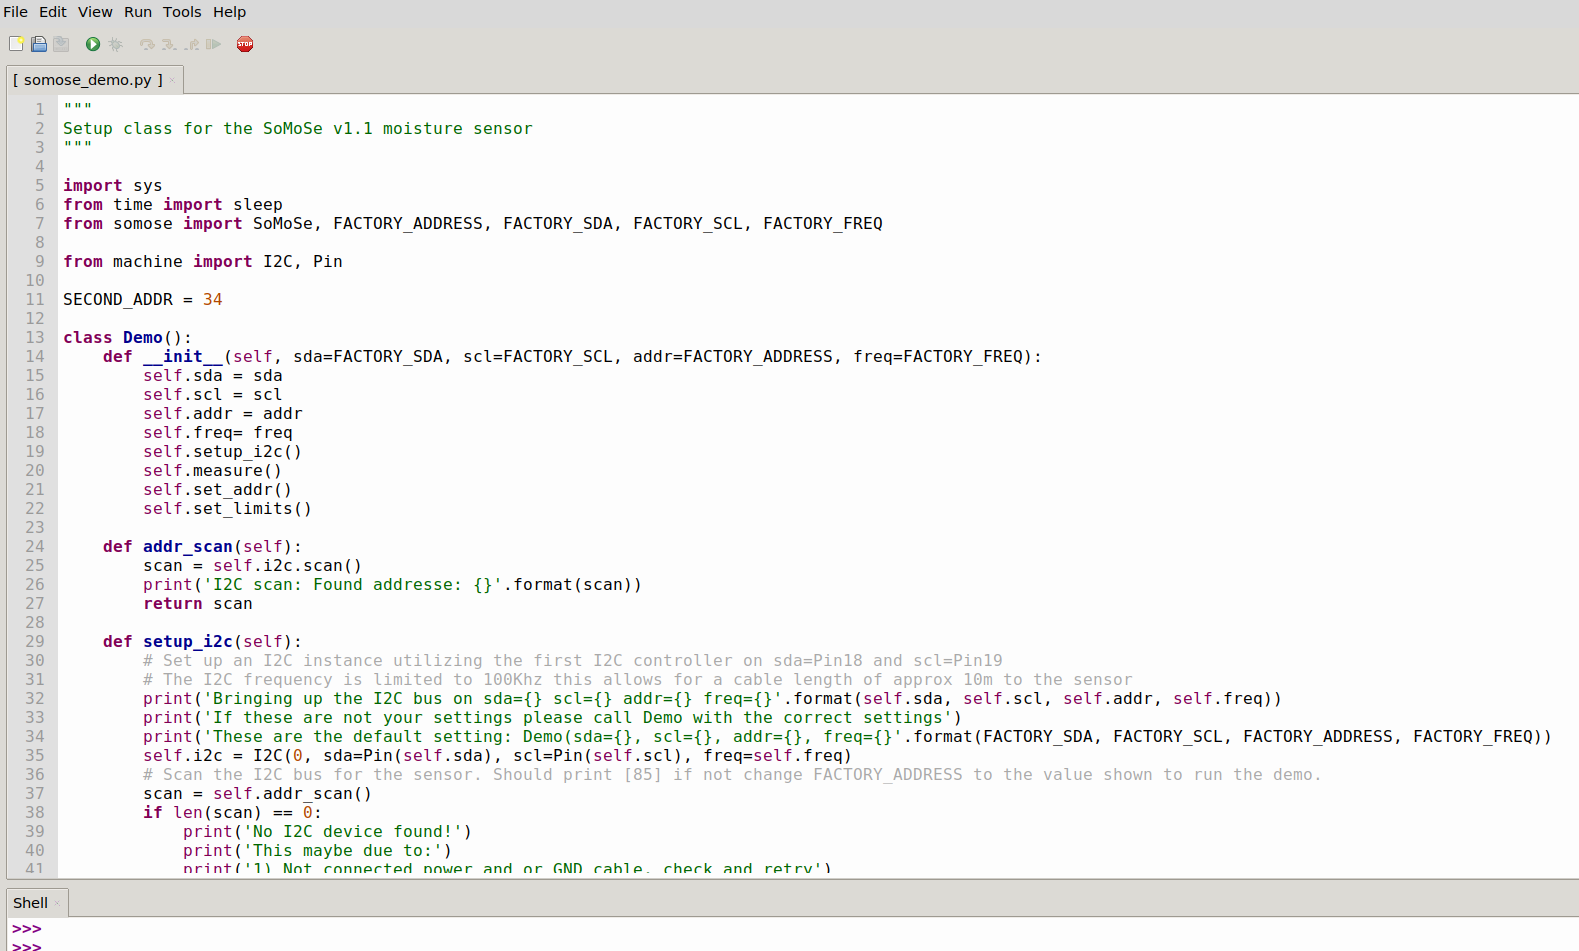 File Edit View Run Tools Help
STOP
[ somose_demo.py ] ×
1 """
2 Setup class for the SoMoSe v1.1 moisture sensor
3 """
4
5 import sys
6 from time import sleep
7 from somose import SoMoSe, FACTORY_ADDRESS, FACTORY_SDA, FACTORY_SCL, FACTORY_FREQ
8
9 from machine import I2C, Pin
10
11 SECOND_ADDR = 34
12
13 class Demo():
14     def __init__(self, sda=FACTORY_SDA, scl=FACTORY_SCL, addr=FACTORY_ADDRESS, freq=FACTORY_FREQ):
15         self.sda = sda
16         self.scl = scl
17         self.addr = addr
18         self.freq= freq
19         self.setup_i2c()
20         self.measure()
21         self.set_addr()
22         self.set_limits()
23
24     def addr_scan(self):
25         scan = self.i2c.scan()
26         print('I2C scan: Found addresse: {}'.format(scan))
27         return scan
28
29     def setup_i2c(self):
30         # Set up an I2C instance utilizing the first I2C controller on sda=Pin18 and scl=Pin19
31         # The I2C frequency is limited to 100Khz this allows for a cable length of approx 10m to the sensor
32         print('Bringing up the I2C bus on sda={} scl={} addr={} freq={}'.format(self.sda, self.scl, self.addr, self.freq))
33         print('If these are not your settings please call Demo with the correct settings')
34         print('These are the default setting: Demo(sda={}, scl={}, addr={}, freq={}'.format(FACTORY_SDA, FACTORY_SCL, FACTORY_ADDRESS, FACTORY_FREQ))
35         self.i2c = I2C(0, sda=Pin(self.sda), scl=Pin(self.scl), freq=self.freq)
36         # Scan the I2C bus for the sensor. Should print [85] if not change FACTORY_ADDRESS to the value shown to run the demo.
37         scan = self.addr_scan()
38         if len(scan) == 0:
39             print('No I2C device found!')
40             print('This maybe due to:')
41             print('1) Not connected power and or GND cable, check and retry')
Shell ×
>>>
>>>